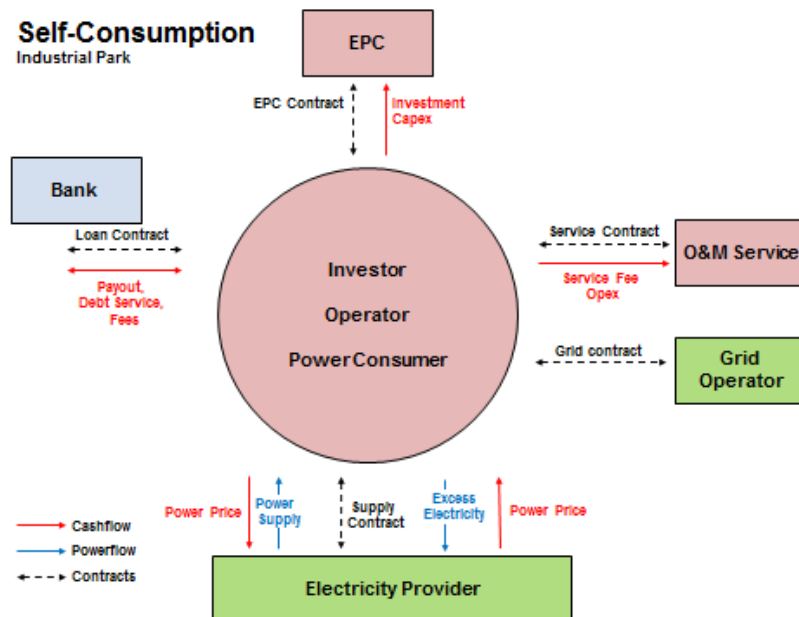 Self-Consumption
Industrial Park
EPC
EPC Contract
Investment
Capex
Bank
Loan Contract
Payout,
Debt Service,
Fees
Investor
Operator
Power Consumer
Service Contract
O&M Service
Service Fee
Opex
Grid contract
Grid
Operator
Power Price
Power
Supply
Supply
Contract
Excess
Electricity
Power Price
Cashflow
Powerflow
Contracts
Electricity Provider